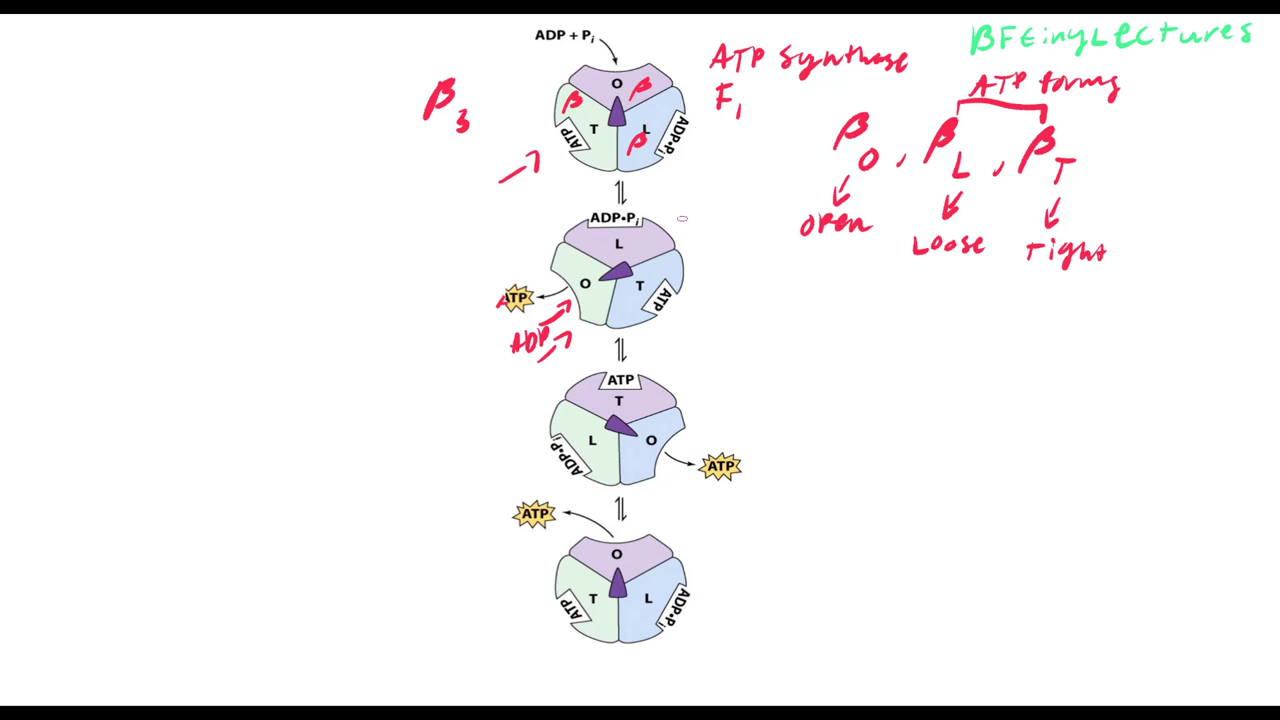 BFEinyLectures
ADP + Pi
ATP Synthase
F1
ATP forms
β3
βO, βL, βT
open
Loose
Tight
O
β
β
T
L
β
ATP
ADP•Pi
ADP•Pi
L
O
T
ATP
ATP
ADP
ATP
T
L
O
ADP•Pi
ATP
ATP
O
T
L
ATP
ADP•Pi